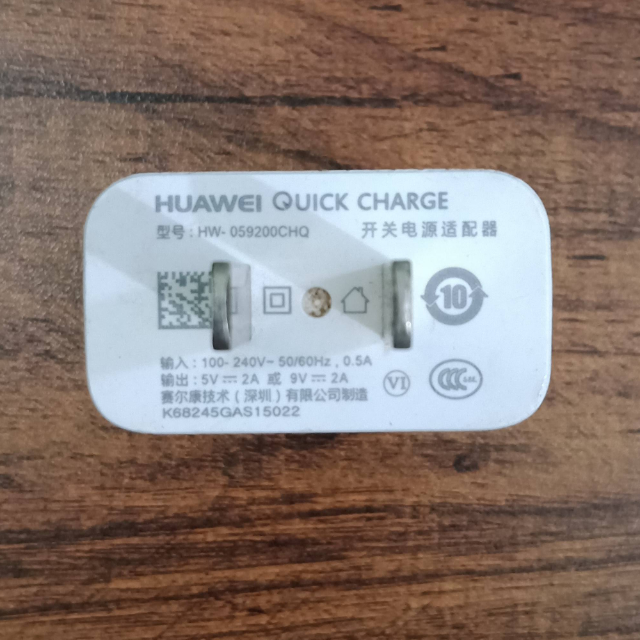 HUAWEI QUICK CHARGE
型号: HW- 059200CHQ 开关电源适配器
10
输入: 100- 240V~ 50/60Hz, 0.5A
输出: 5V⎓2A 或 9V⎓2A
VI
CCC
赛尔康技术(深圳)有限公司制造
K68245GAS15022